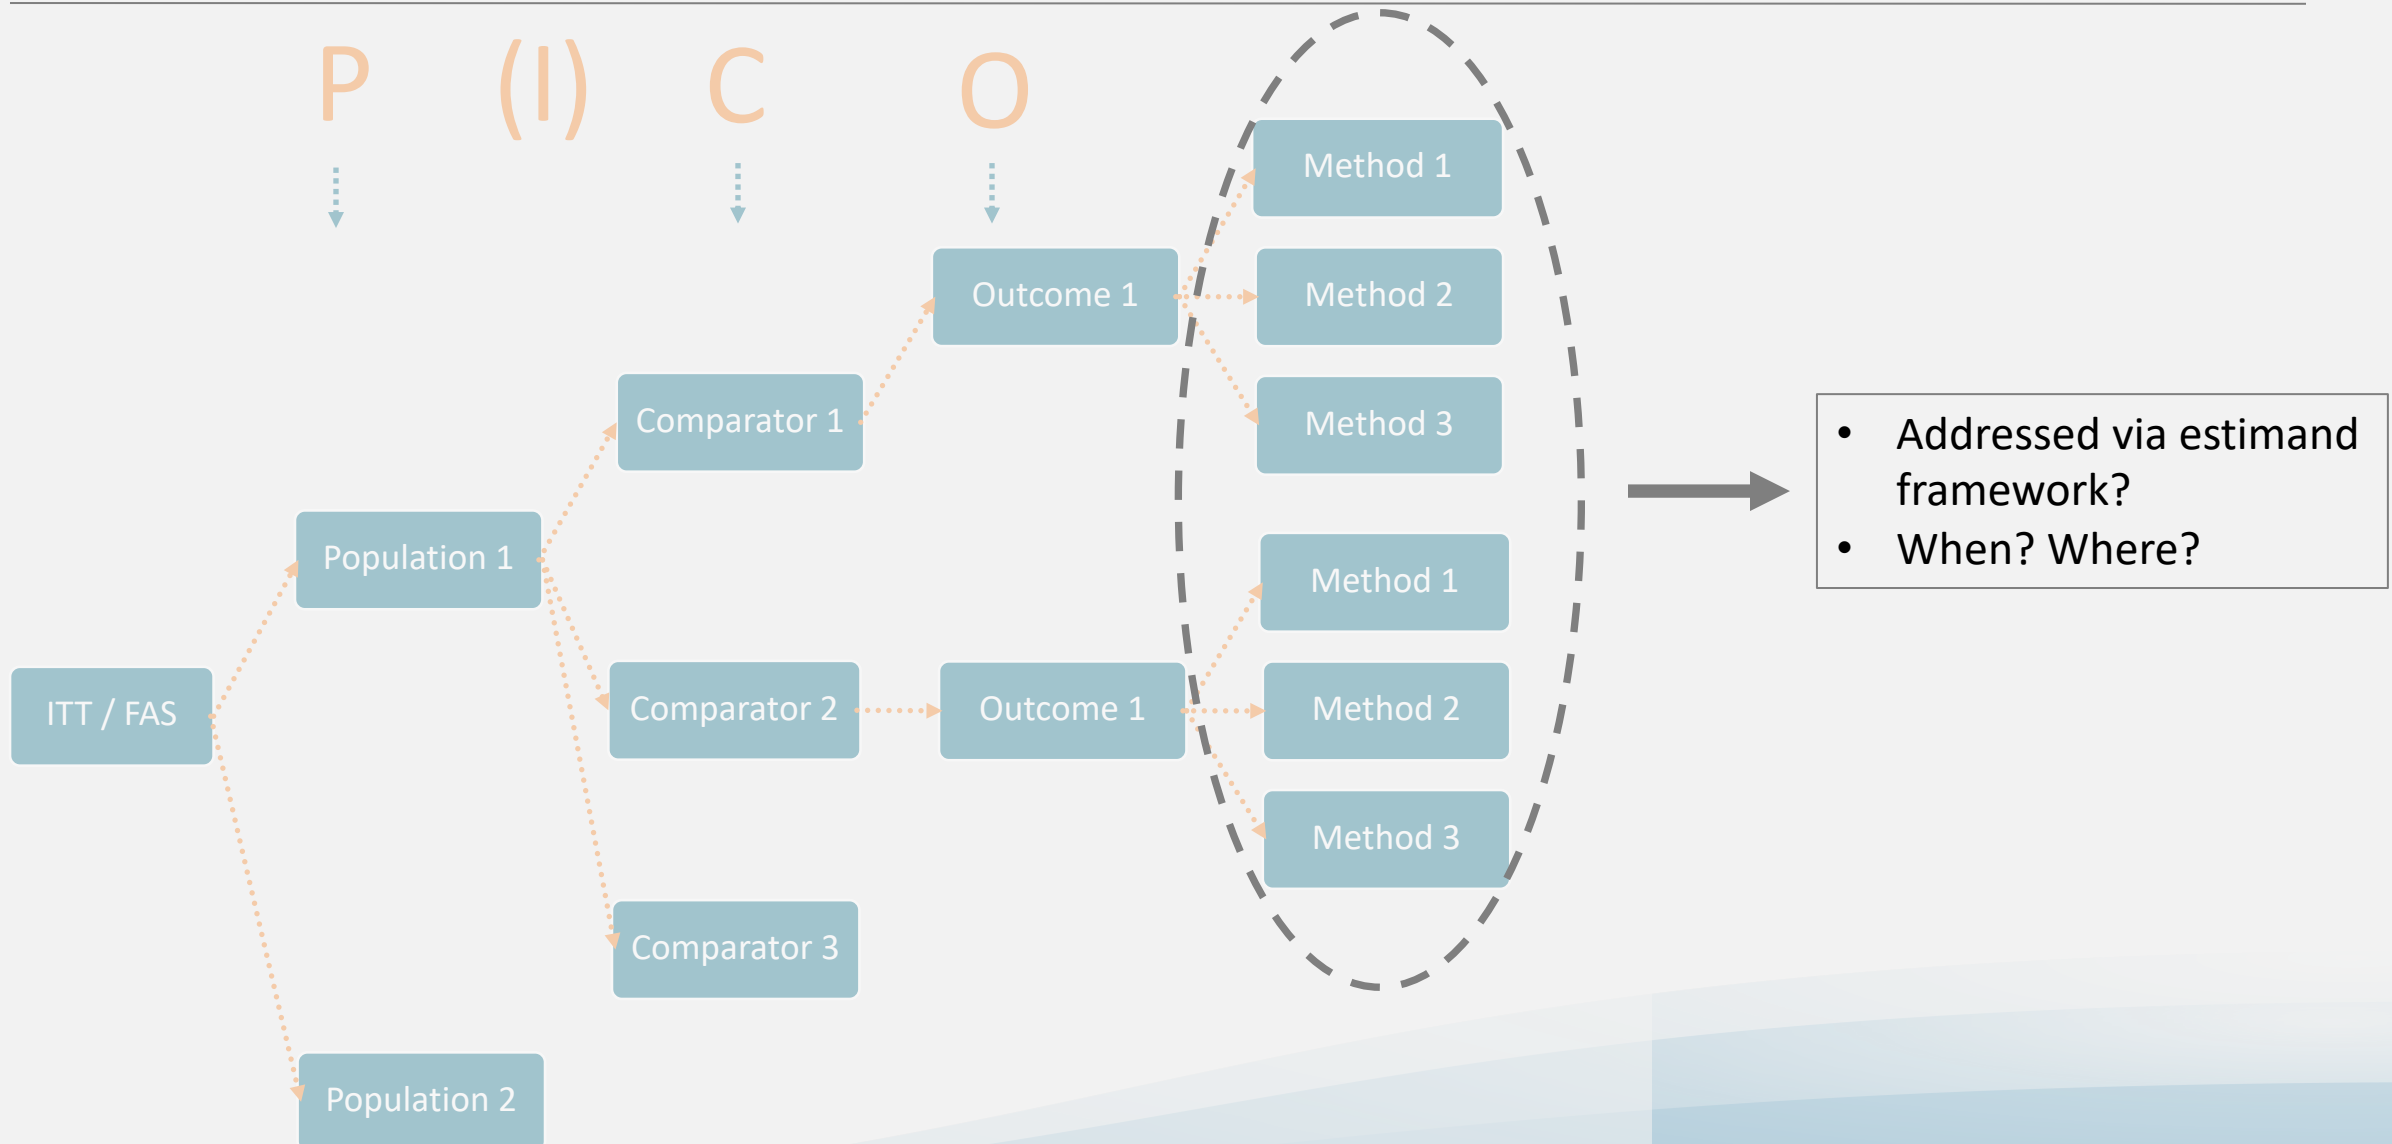 P (I) C O
Method 1
Outcome 1
Method 2
Comparator 1
Method 3
• Addressed via estimand
framework?
• When? Where?
Population 1
Method 1
ITT / FAS
Comparator 2
Outcome 1
Method 2
Method 3
Comparator 3
Population 2